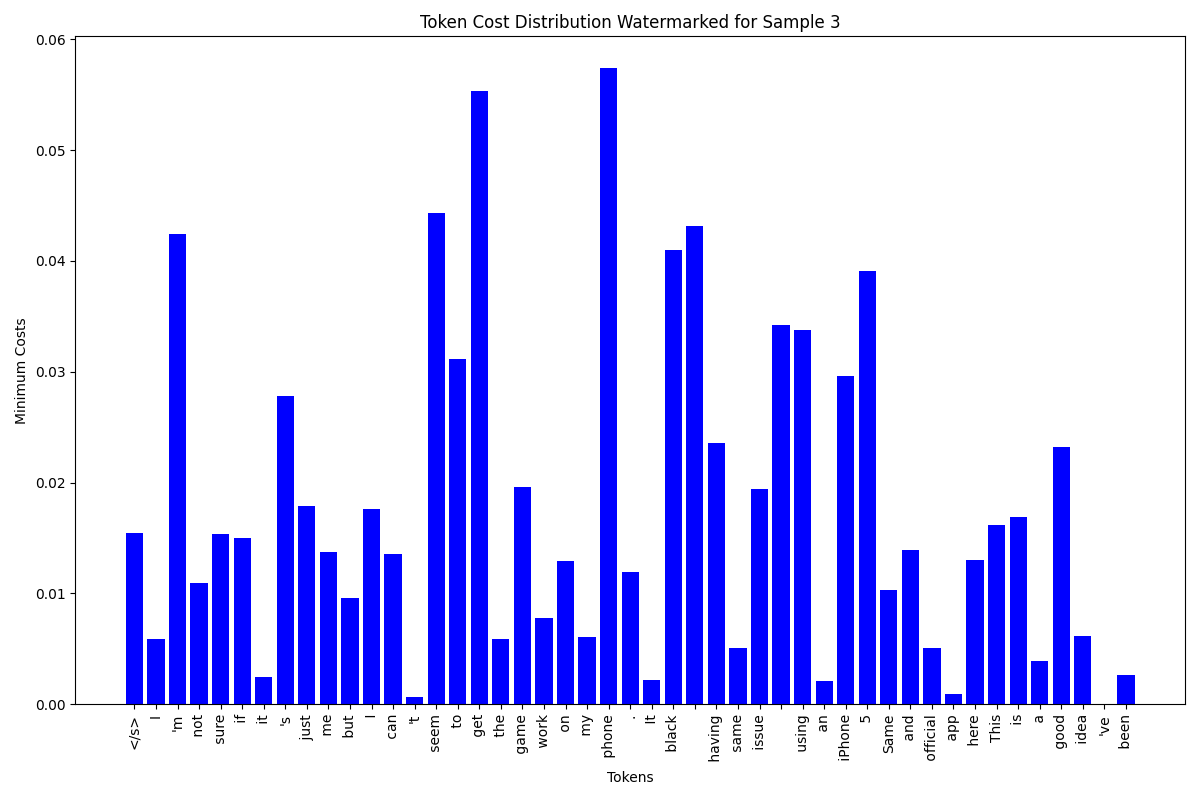 Token Cost Distribution Watermarked for Sample 3
0.06
0.05
0.04
0.03
0.02
0.01
0.00
Minimum Costs
</s>
I
'm
not
sure
if
it
's
just
me
but
I
can
't
seem
to
get
the
game
work
on
my
phone
.
It
black
having
same
issue
using
an
iPhone
5
Same
and
official
app
here
This
is
a
good
idea
've
been
Tokens